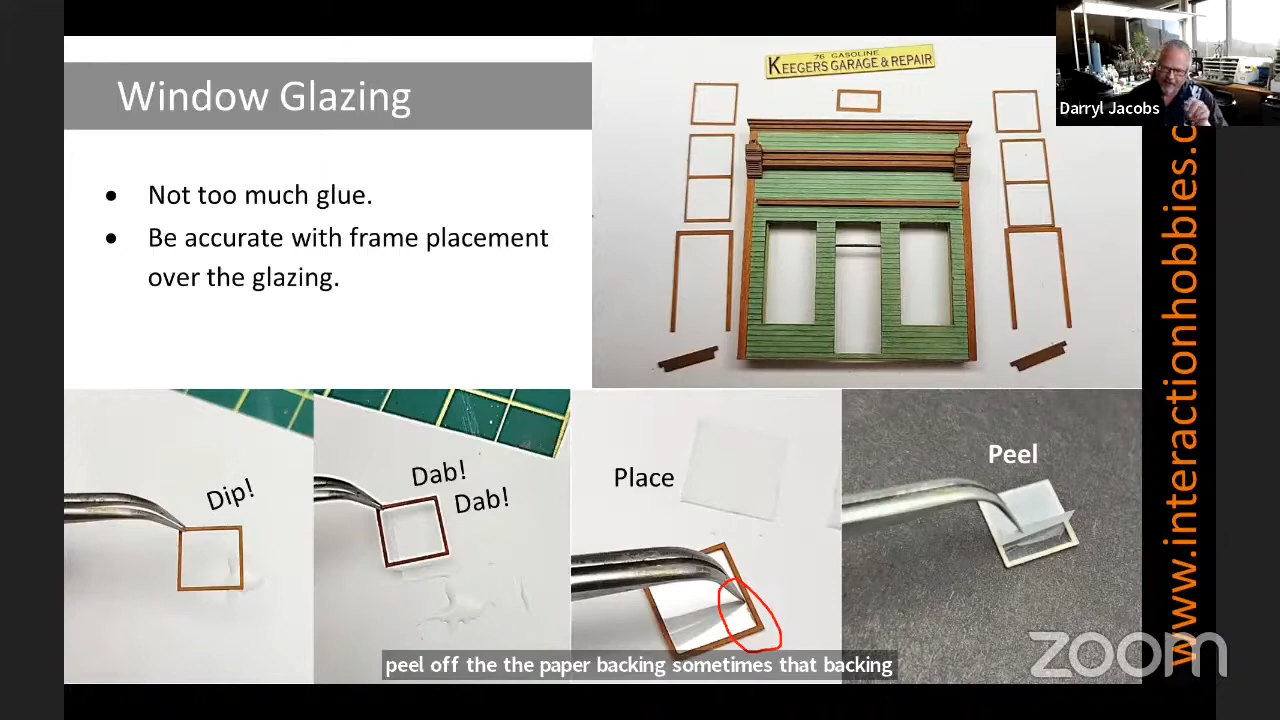 Window Glazing
Not too much glue.
Be accurate with frame placement
over the glazing.
76 GASOLINE
KEEGERS GARAGE & REPAIR
Darryl Jacobs
www.interactionhobbies.c
Dip!
Dab!
Dab!
Place
Peel
peel off the the paper backing sometimes that backing
zoom